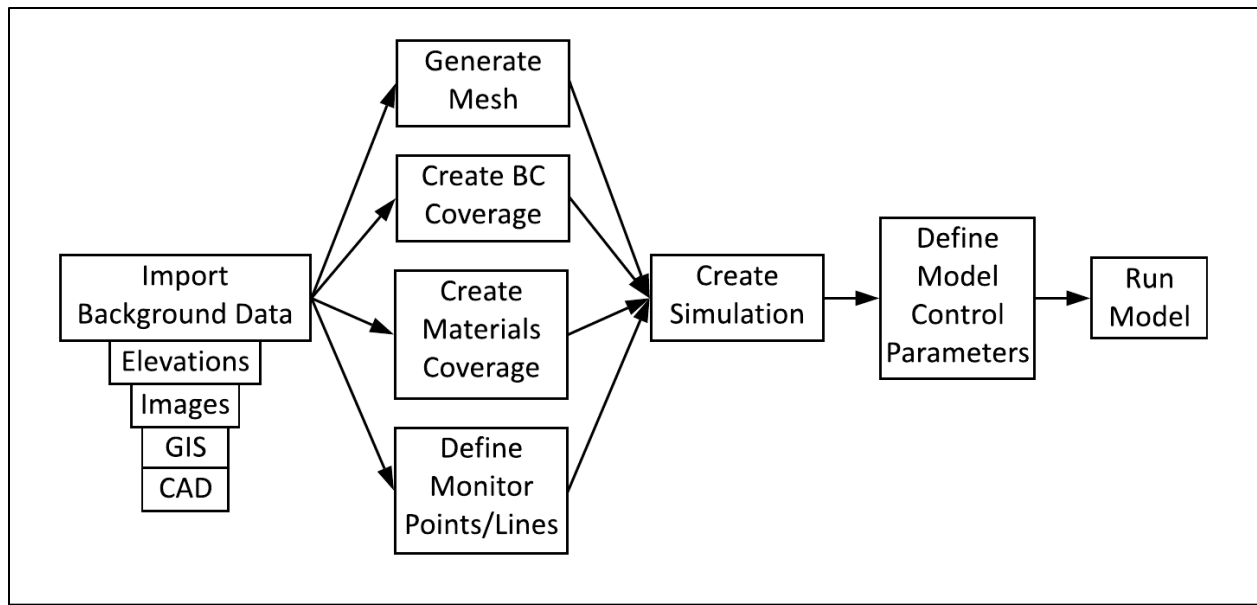 Import
Background Data
Elevations
Images
GIS
CAD
Generate
Mesh
Create BC
Coverage
Create
Materials
Coverage
Define
Monitor
Points/Lines
Create
Simulation
Define
Model
Control
Parameters
Run
Model